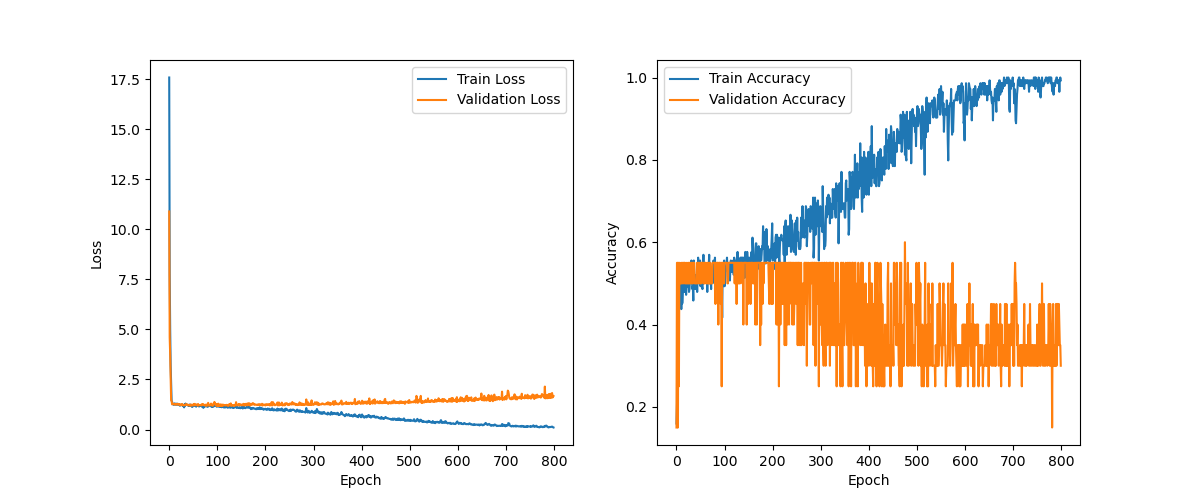 17.5
15.0
12.5
10.0
7.5
5.0
2.5
0.0
Loss
Train Loss
Validation Loss
0 100 200 300 400 500 600 700 800
Epoch
1.0
0.8
0.6
0.4
0.2
Accuracy
Train Accuracy
Validation Accuracy
0 100 200 300 400 500 600 700 800
Epoch